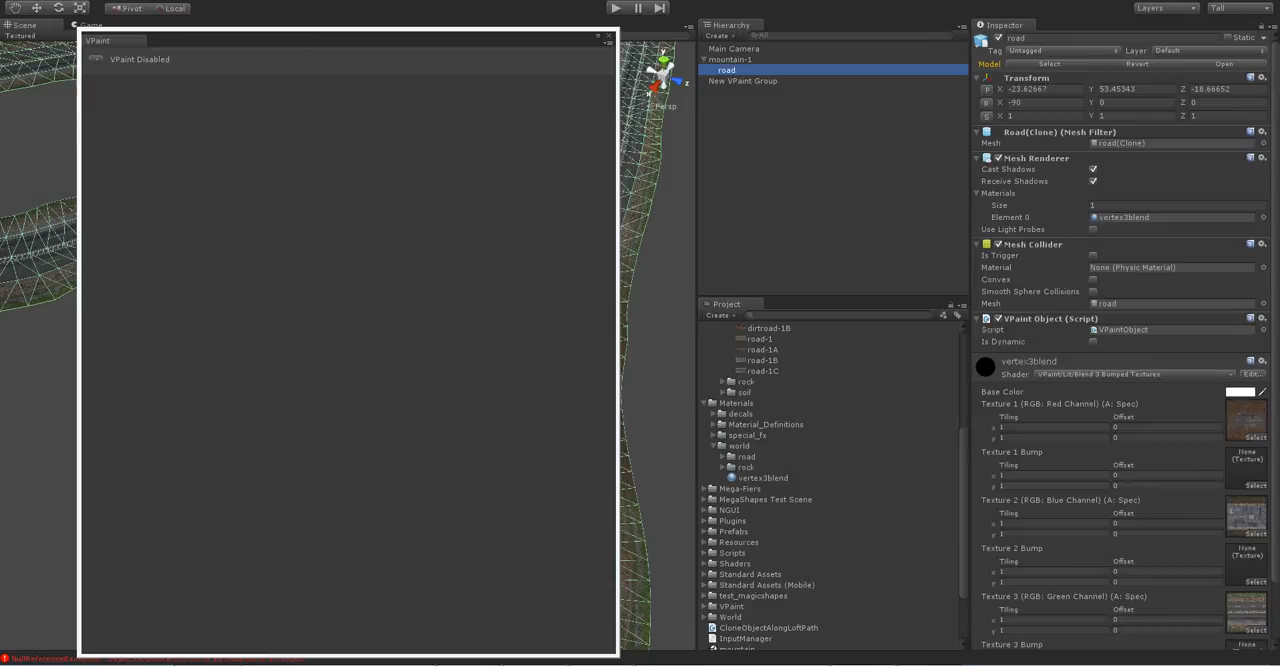 Pivot
Local
Layers
Tall
Scene
Game
Textured
VPaint
VPaint Disabled
y
z
x
Persp
Hierarchy
Create
All
Main Camera
mountain-1
road
New VPaint Group
Project
Create
dirtroad-1B
road-1
road-1A
road-1B
road-1C
rock
soil
Materials
decals
Material_Definitions
special_fx
world
road
rock
vertex3blend
Mega-Fiers
MegaShapes Test Scene
NGUI
Plugins
Prefabs
Resources
Scripts
Shaders
Standard Assets
Standard Assets (Mobile)
test_magicshapes
VPaint
World
CloneObjectAlongLoftPath
InputManager
mountain
Inspector
road
Static
Tag Untagged Layer Default
Model Select Revert Open
Transform
P X -23.62667 Y 53.45343 Z -18.66652
R X -90 Y 0 Z 0
S X 1 Y 1 Z 1
Road(Clone) (Mesh Filter)
Mesh road(Clone)
Mesh Renderer
Cast Shadows
Receive Shadows
Materials
Size 1
Element 0 vertex3blend
Use Light Probes
Mesh Collider
Is Trigger
Material None (Physic Material)
Convex
Smooth Sphere Collisions
Mesh road
VPaint Object (Script)
Script VPaintObject
Is Dynamic
vertex3blend
Shader VPaint/Lit/Blend 3 Bumped Textures Edit...
Base Color
Texture 1 (RGB: Red Channel) (A: Spec)
Tiling Offset
x 1 0
y 1 0
Select
Texture 1 Bump
None (Texture)
Tiling Offset
x 1 0
y 1 0
Select
Texture 2 (RGB: Blue Channel) (A: Spec)
Tiling Offset
x 1 0
y 1 0
Select
Texture 2 Bump
None (Texture)
Tiling Offset
x 1 0
y 1 0
Select
Texture 3 (RGB: Green Channel) (A: Spec)
Tiling Offset
x 1 0
y 1 0
Select
Texture 3 Bump
None